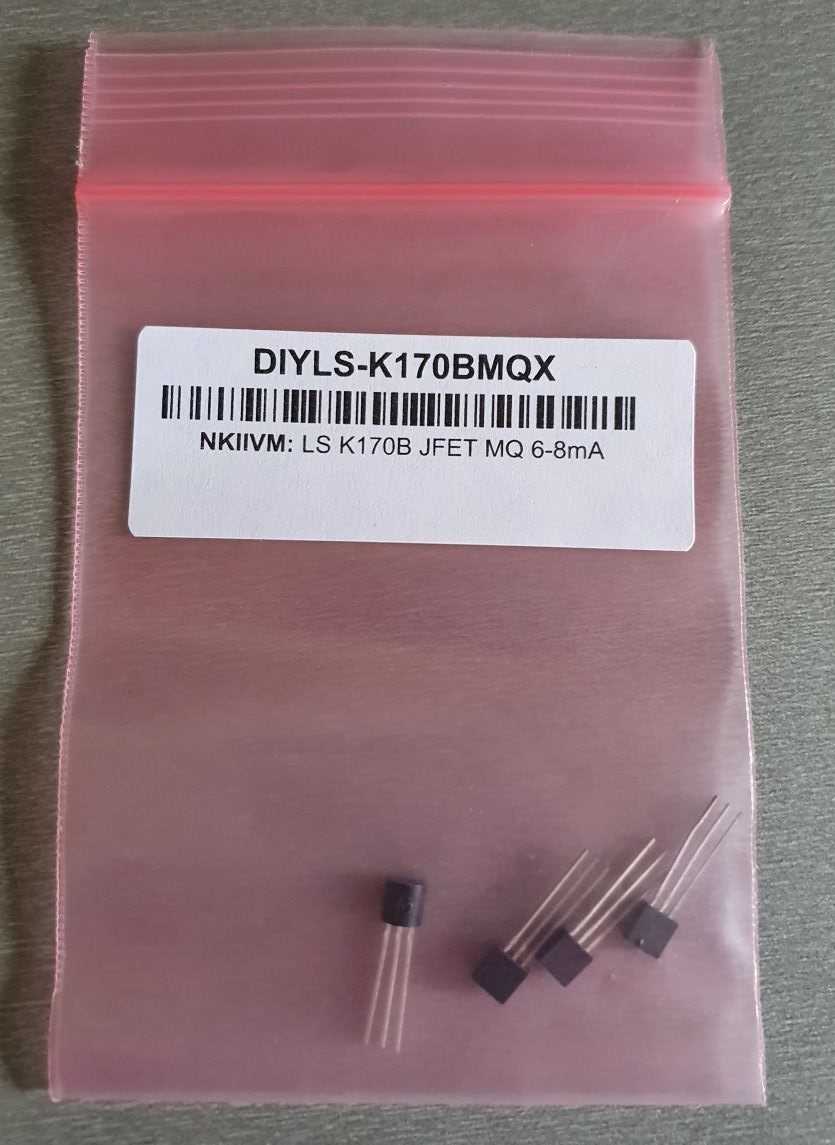 DIYLS-K170BMQX
NKIIVM: LS K170B JFET MQ 6-8mA